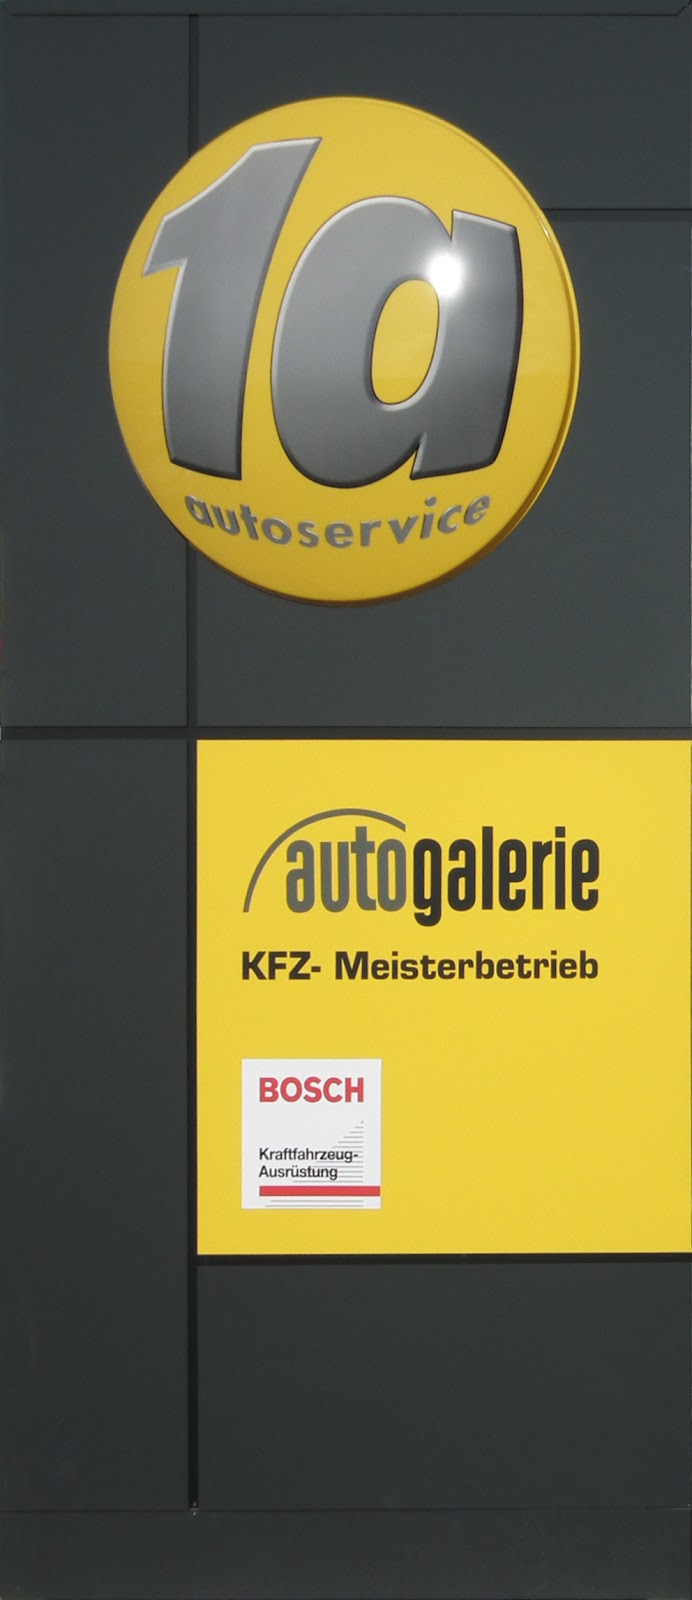 1a
autoservice
autogalerie
KFZ- Meisterbetrieb
BOSCH
Kraftfahrzeug-
Ausrüstung